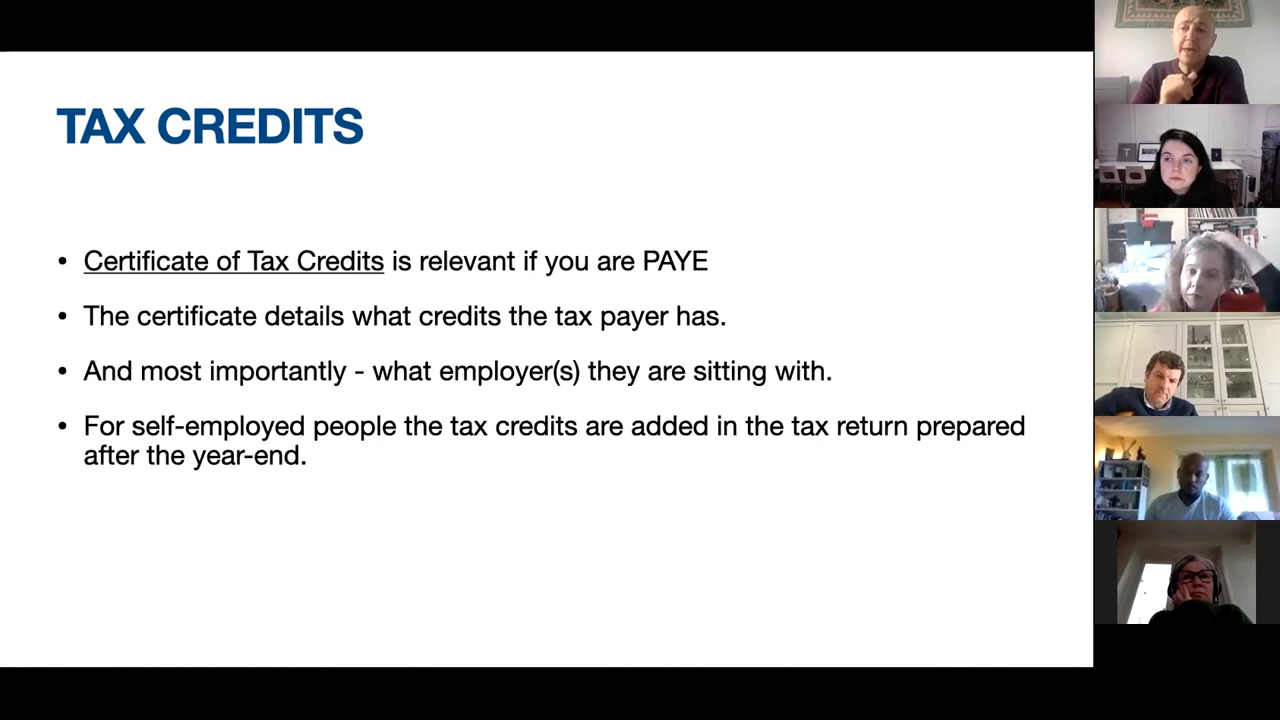 TAX CREDITS
• Certificate of Tax Credits is relevant if you are PAYE
• The certificate details what credits the tax payer has.
• And most importantly - what employer(s) they are sitting with.
• For self-employed people the tax credits are added in the tax return prepared
after the year-end.
T